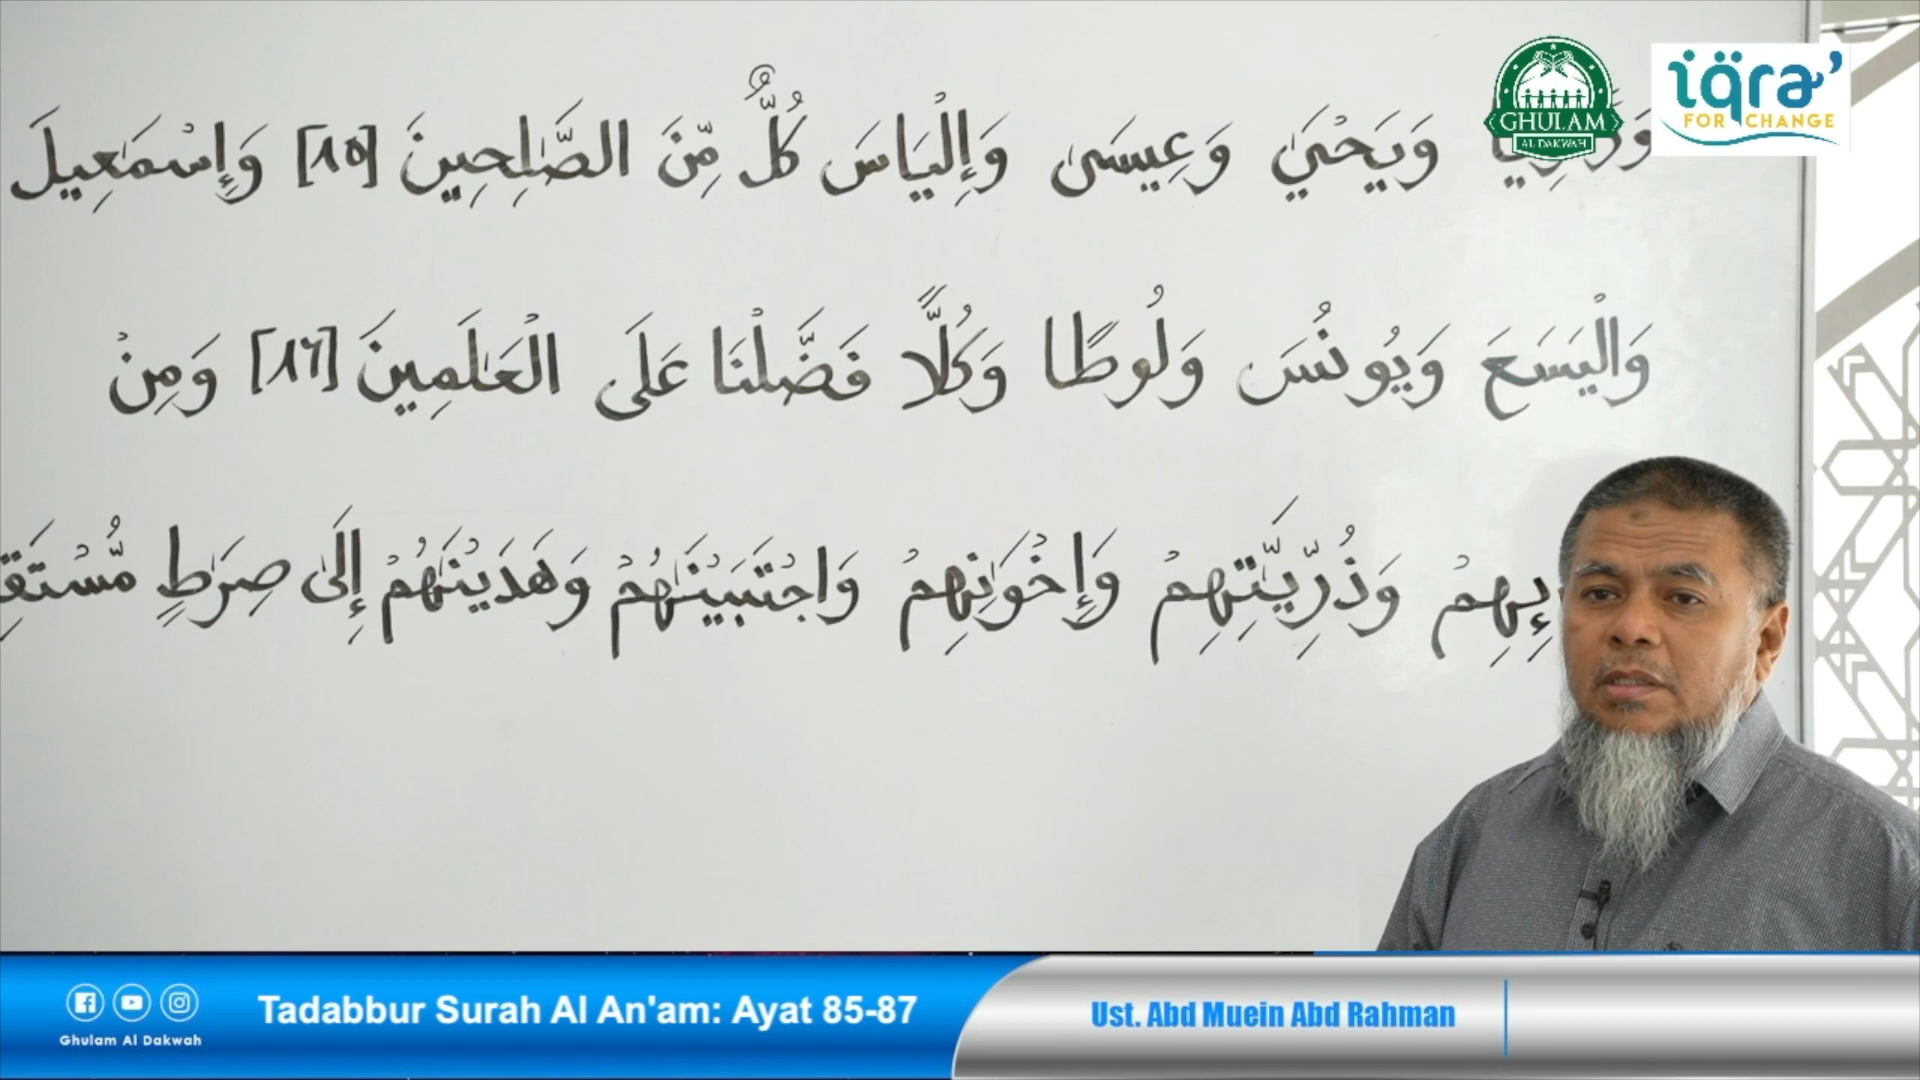 وَيَحْيَىٰ وَعِيسَىٰ وَإِلْيَاسَ كُلٌّ مِّنَ الصَّٰلِحِينَ [٨٥] وَإِسْمَٰعِيلَ
وَالْيَسَعَ وَيُونُسَ وَلُوطًا وَكُلًّا فَضَّلْنَا عَلَى الْعَٰلَمِينَ [٨٦] وَمِنْ
وَذُرِّيَّٰتِهِمْ وَإِخْوَٰنِهِمْ وَاجْتَبَيْنَٰهُمْ وَهَدَيْنَٰهُمْ إِلَىٰ صِرَٰطٍ
GHULAM
AL DAKWAH
iqra'
FOR CHANGE
Tadabbur Surah Al An'am: Ayat 85-87
Ust. Abd Muein Abd Rahman
Ghulam Al Dakwah